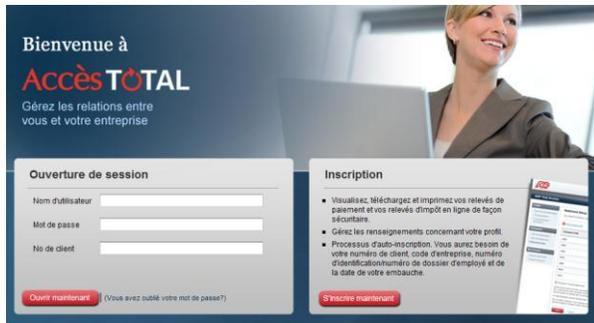 Bienvenue à
Accès TOTAL
Gérez les relations entre
vous et votre entreprise
Ouverture de session
Nom d'utilisateur
Mot de passe
No de client
Ouvrir maintenant (Vous avez oublié votre mot de passe?)
Inscription
Visualisez, téléchargez et imprimez vos relevés de
paiement et vos relevés d'impôt en ligne de façon
sécuritaire.
Gérez les renseignements concernant votre profil.
Processus d'auto-inscription. Vous aurez besoin de
votre numéro de client, code d'entreprise, numéro
d'identification/numéro de dossier d'employé et de
la date de votre embauche.
S'inscrire maintenant
ADP